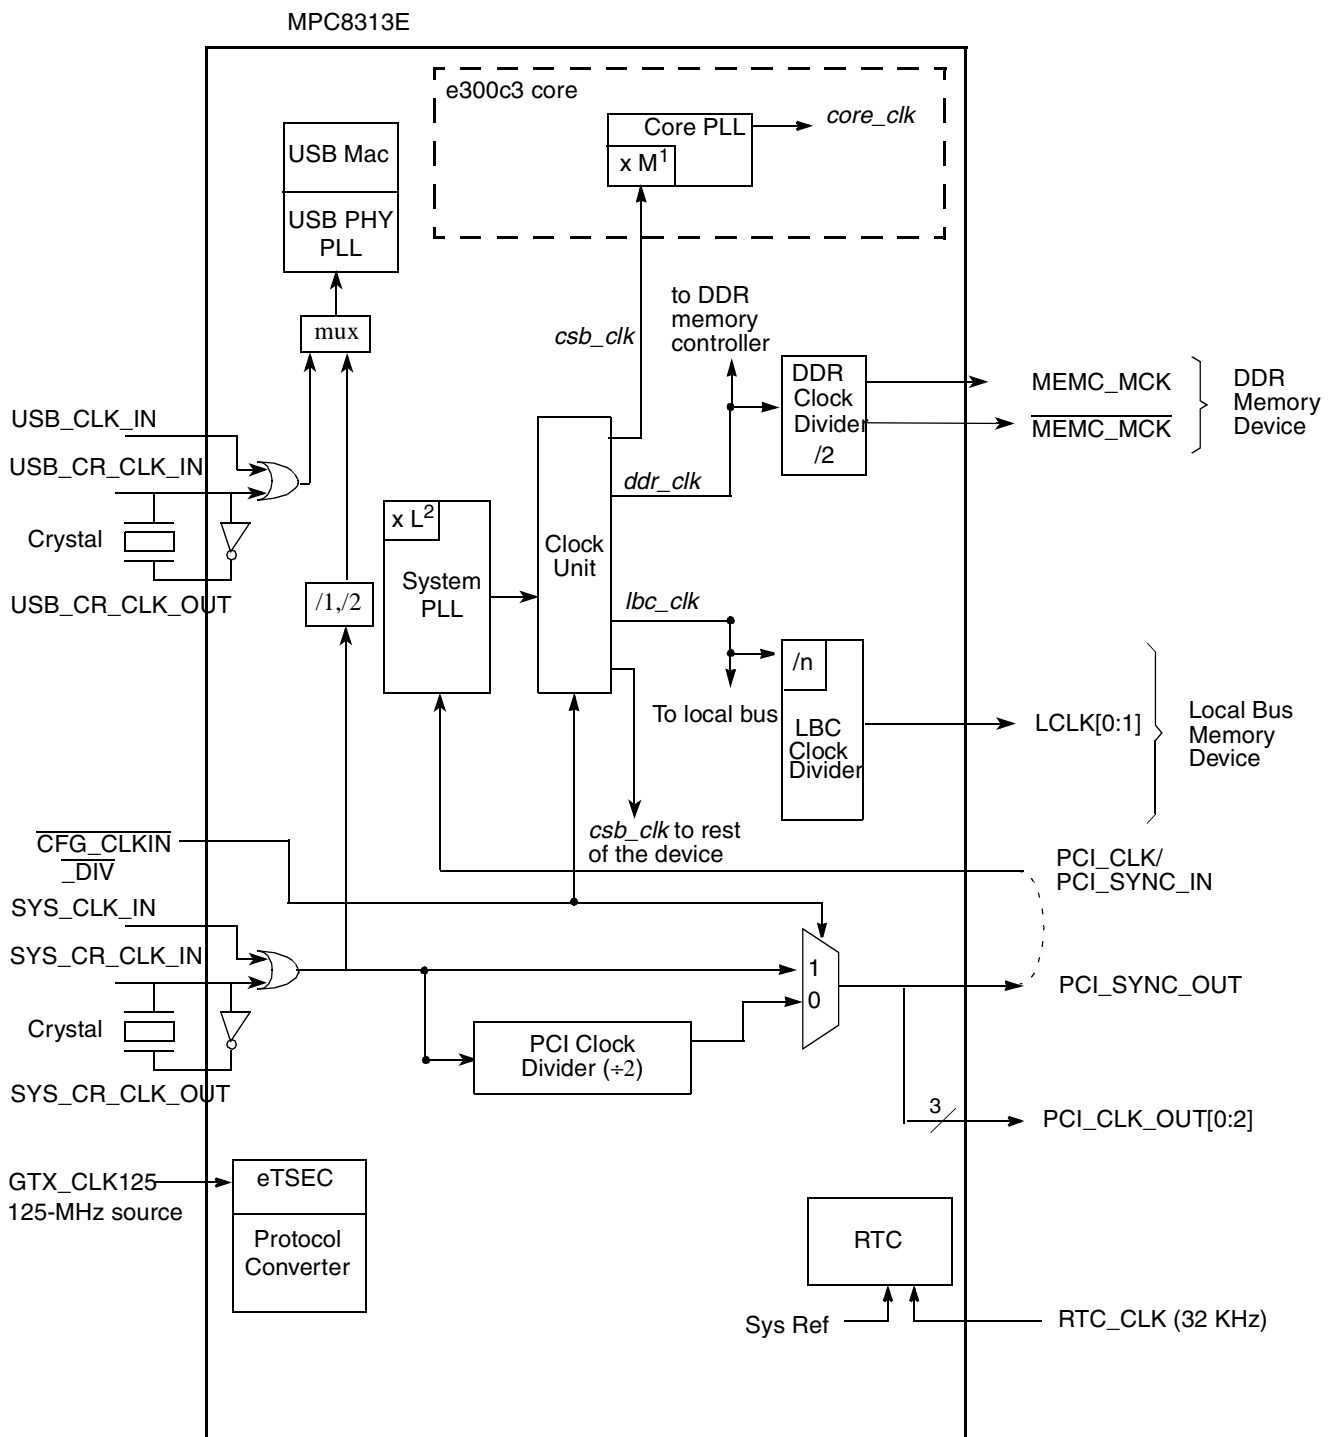 MPC8313E
e300c3 core
Core PLL
x M1
core_clk
USB Mac
USB PHY
PLL
mux
csb_clk
to DDR
memory
controller
DDR
Clock
Divider
/2
MEMC_MCK
MEMC_MCK
DDR
Memory
Device
USB_CLK_IN
USB_CR_CLK_IN
Crystal
USB_CR_CLK_OUT
/1,/2
x L2
System
PLL
Clock
Unit
ddr_clk
lbc_clk
To local bus
/n
LBC
Clock
Divider
LCLK[0:1]
Local Bus
Memory
Device
csb_clk to rest
of the device
CFG_CLKIN
_DIV
SYS_CLK_IN
SYS_CR_CLK_IN
Crystal
SYS_CR_CLK_OUT
PCI_CLK/
PCI_SYNC_IN
1
0
PCI_SYNC_OUT
PCI Clock
Divider (÷2)
3
PCI_CLK_OUT[0:2]
GTX_CLK125
125-MHz source
eTSEC
Protocol
Converter
RTC
Sys Ref
RTC_CLK (32 KHz)